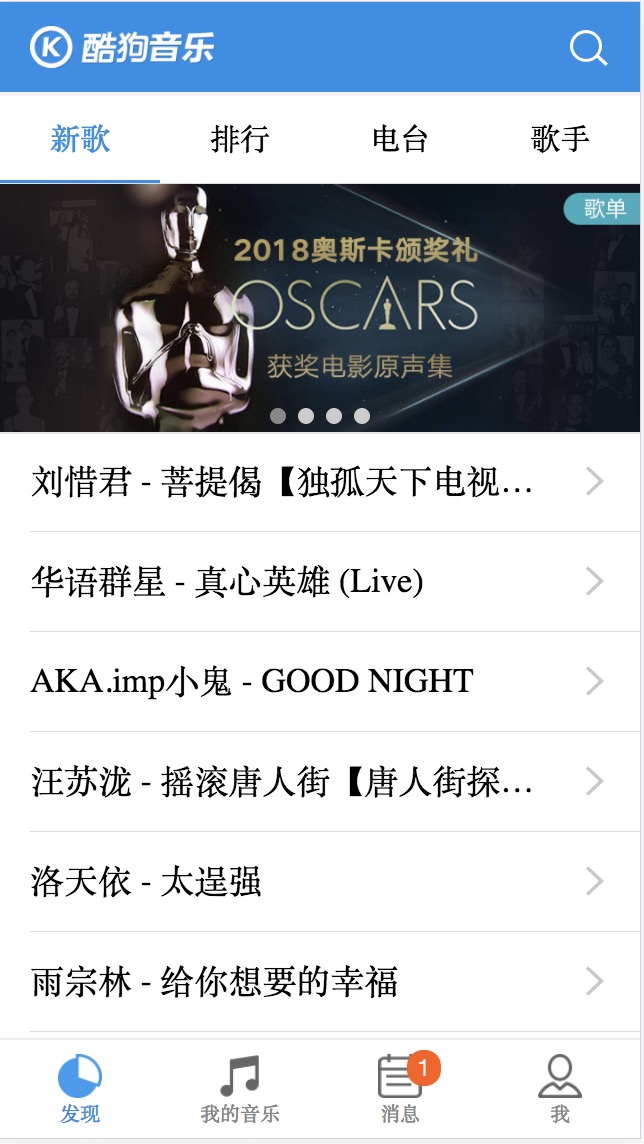 酷狗音乐
新歌 排行 电台 歌手
歌单
2018奥斯卡颁奖礼
OSCARS
获奖电影原声集
刘惜君 - 菩提偈【独孤天下电视…
华语群星 - 真心英雄 (Live)
AKA.imp小鬼 - GOOD NIGHT
汪苏泷 - 摇滚唐人街【唐人街探…
洛天依 - 太逞强
雨宗林 - 给你想要的幸福
1
发现 我的音乐 消息 我